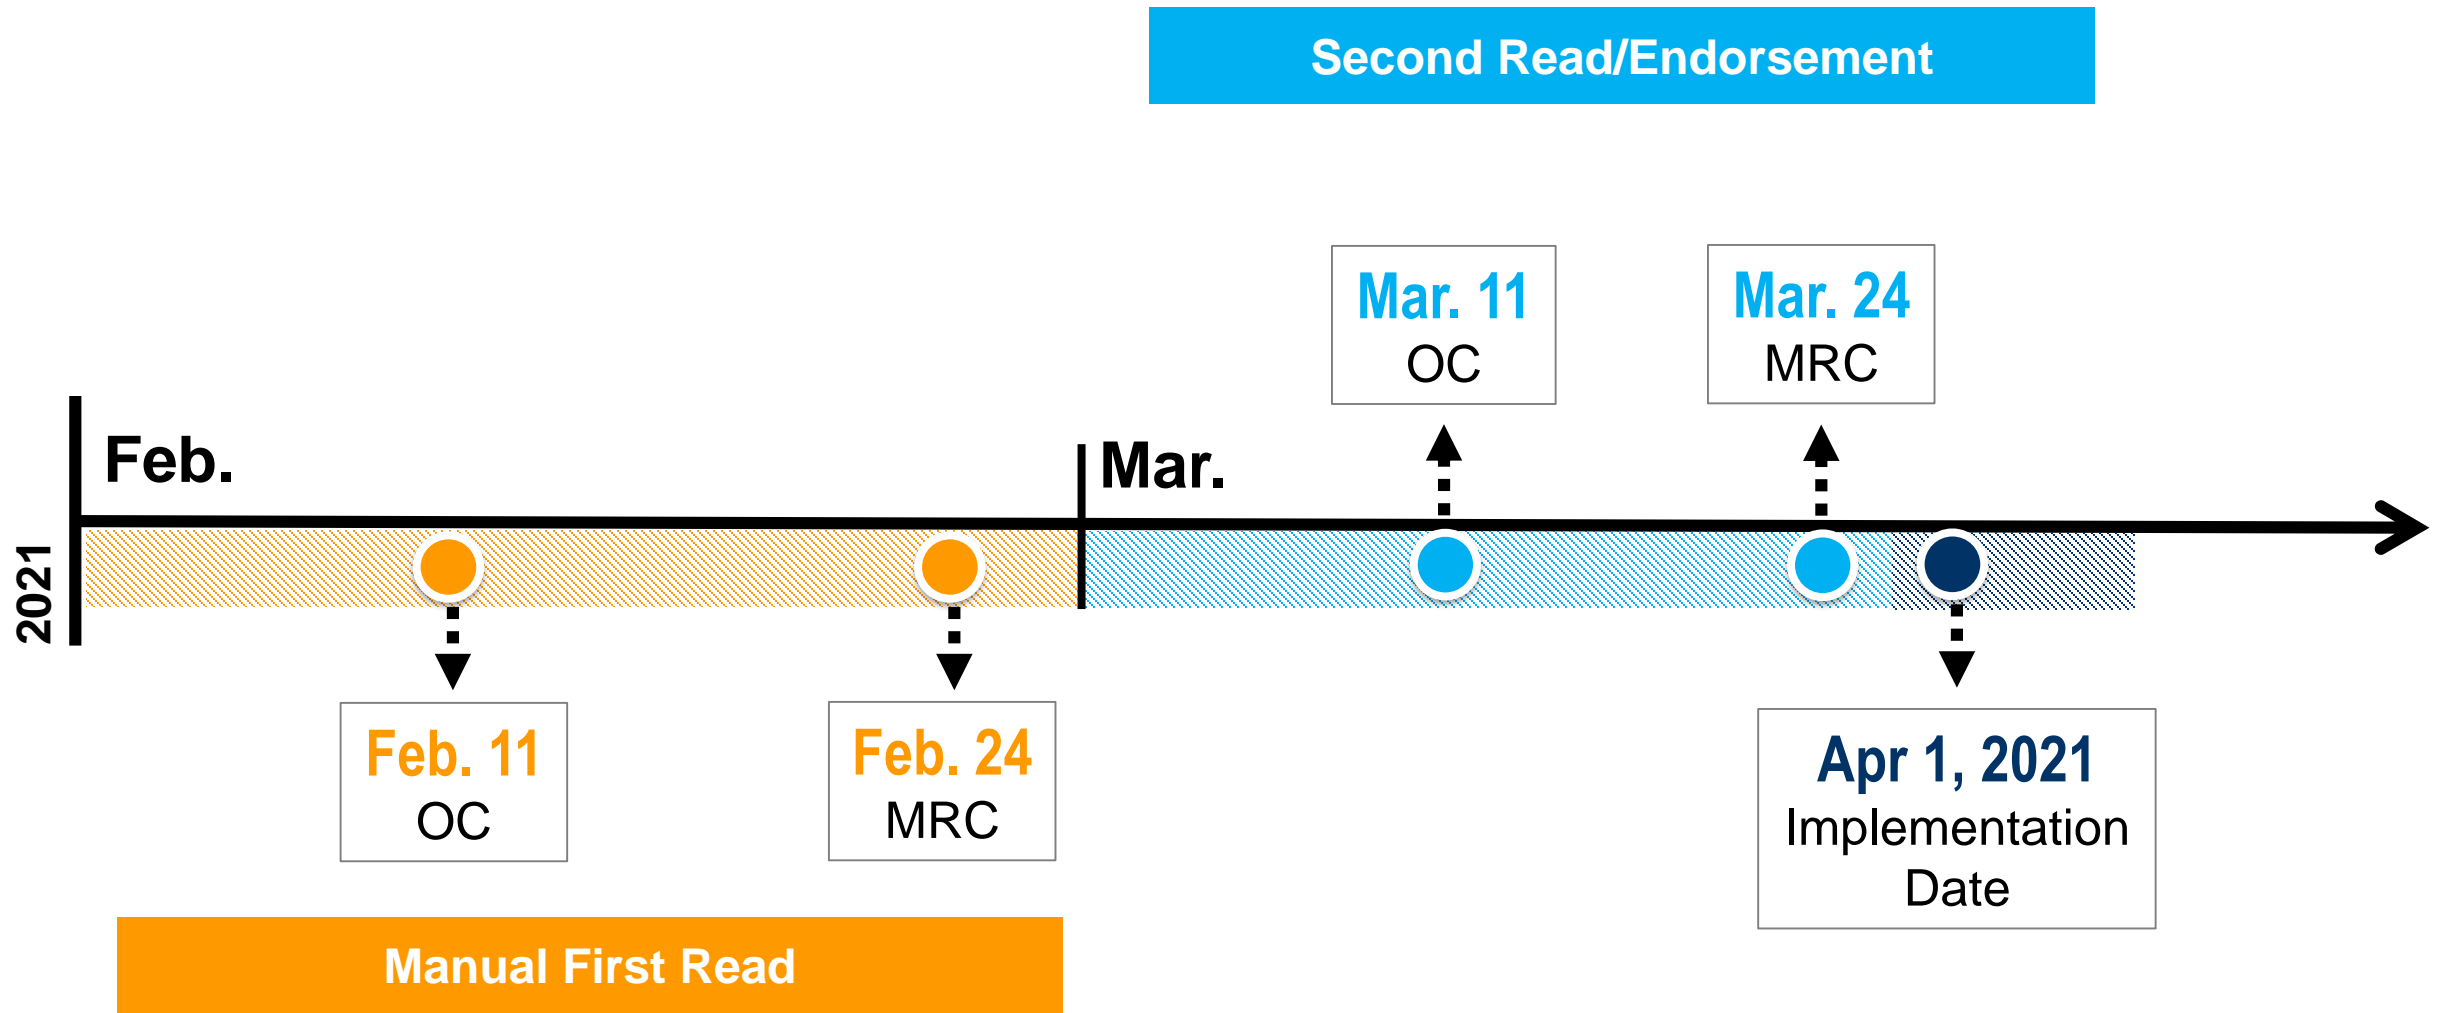 Second Read/Endorsement
Mar. 11
OC
Mar. 24
MRC
Feb.
Mar.
2021
Feb. 11
OC
Feb. 24
MRC
Apr 1, 2021
Implementation
Date
Manual First Read